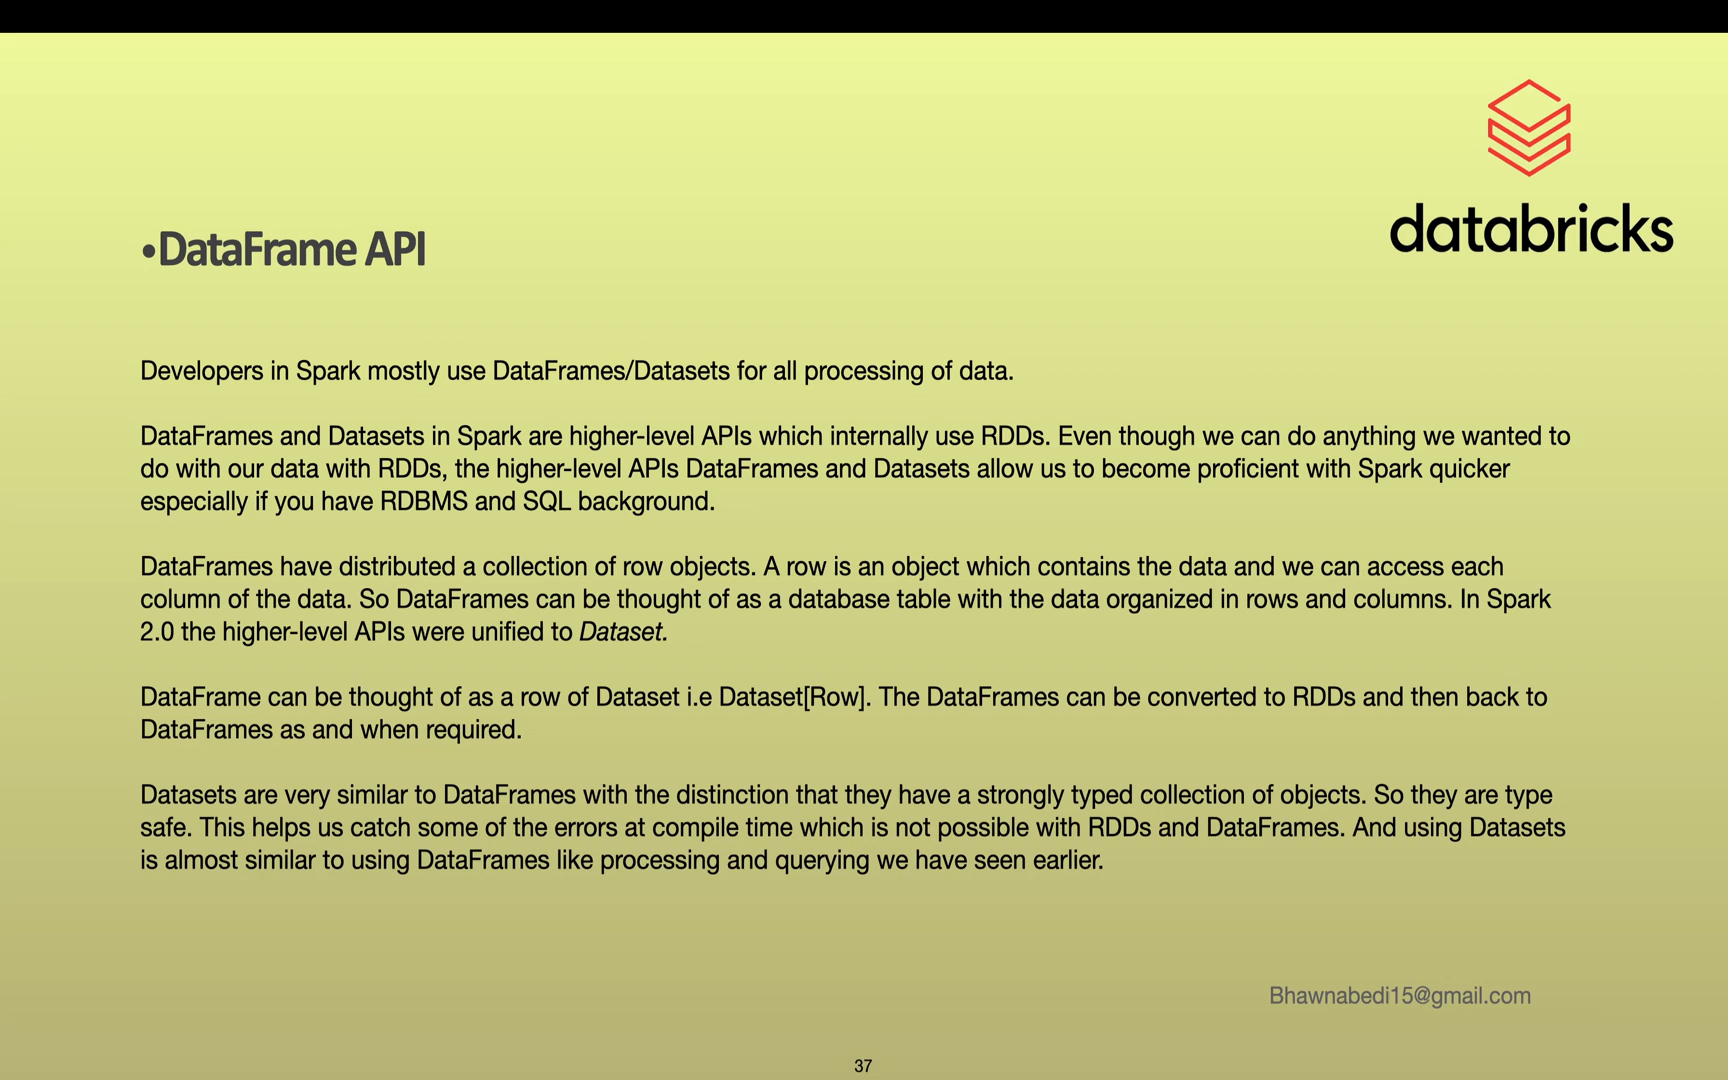 databricks
•DataFrame API
Developers in Spark mostly use DataFrames/Datasets for all processing of data.
DataFrames and Datasets in Spark are higher-level APIs which internally use RDDs. Even though we can do anything we wanted to
do with our data with RDDs, the higher-level APIs DataFrames and Datasets allow us to become proficient with Spark quicker
especially if you have RDBMS and SQL background.
DataFrames have distributed a collection of row objects. A row is an object which contains the data and we can access each
column of the data. So DataFrames can be thought of as a database table with the data organized in rows and columns. In Spark
2.0 the higher-level APIs were unified to Dataset.
DataFrame can be thought of as a row of Dataset i.e Dataset[Row]. The DataFrames can be converted to RDDs and then back to
DataFrames as and when required.
Datasets are very similar to DataFrames with the distinction that they have a strongly typed collection of objects. So they are type
safe. This helps us catch some of the errors at compile time which is not possible with RDDs and DataFrames. And using Datasets
is almost similar to using DataFrames like processing and querying we have seen earlier.
Bhawnabedi15@gmail.com
37